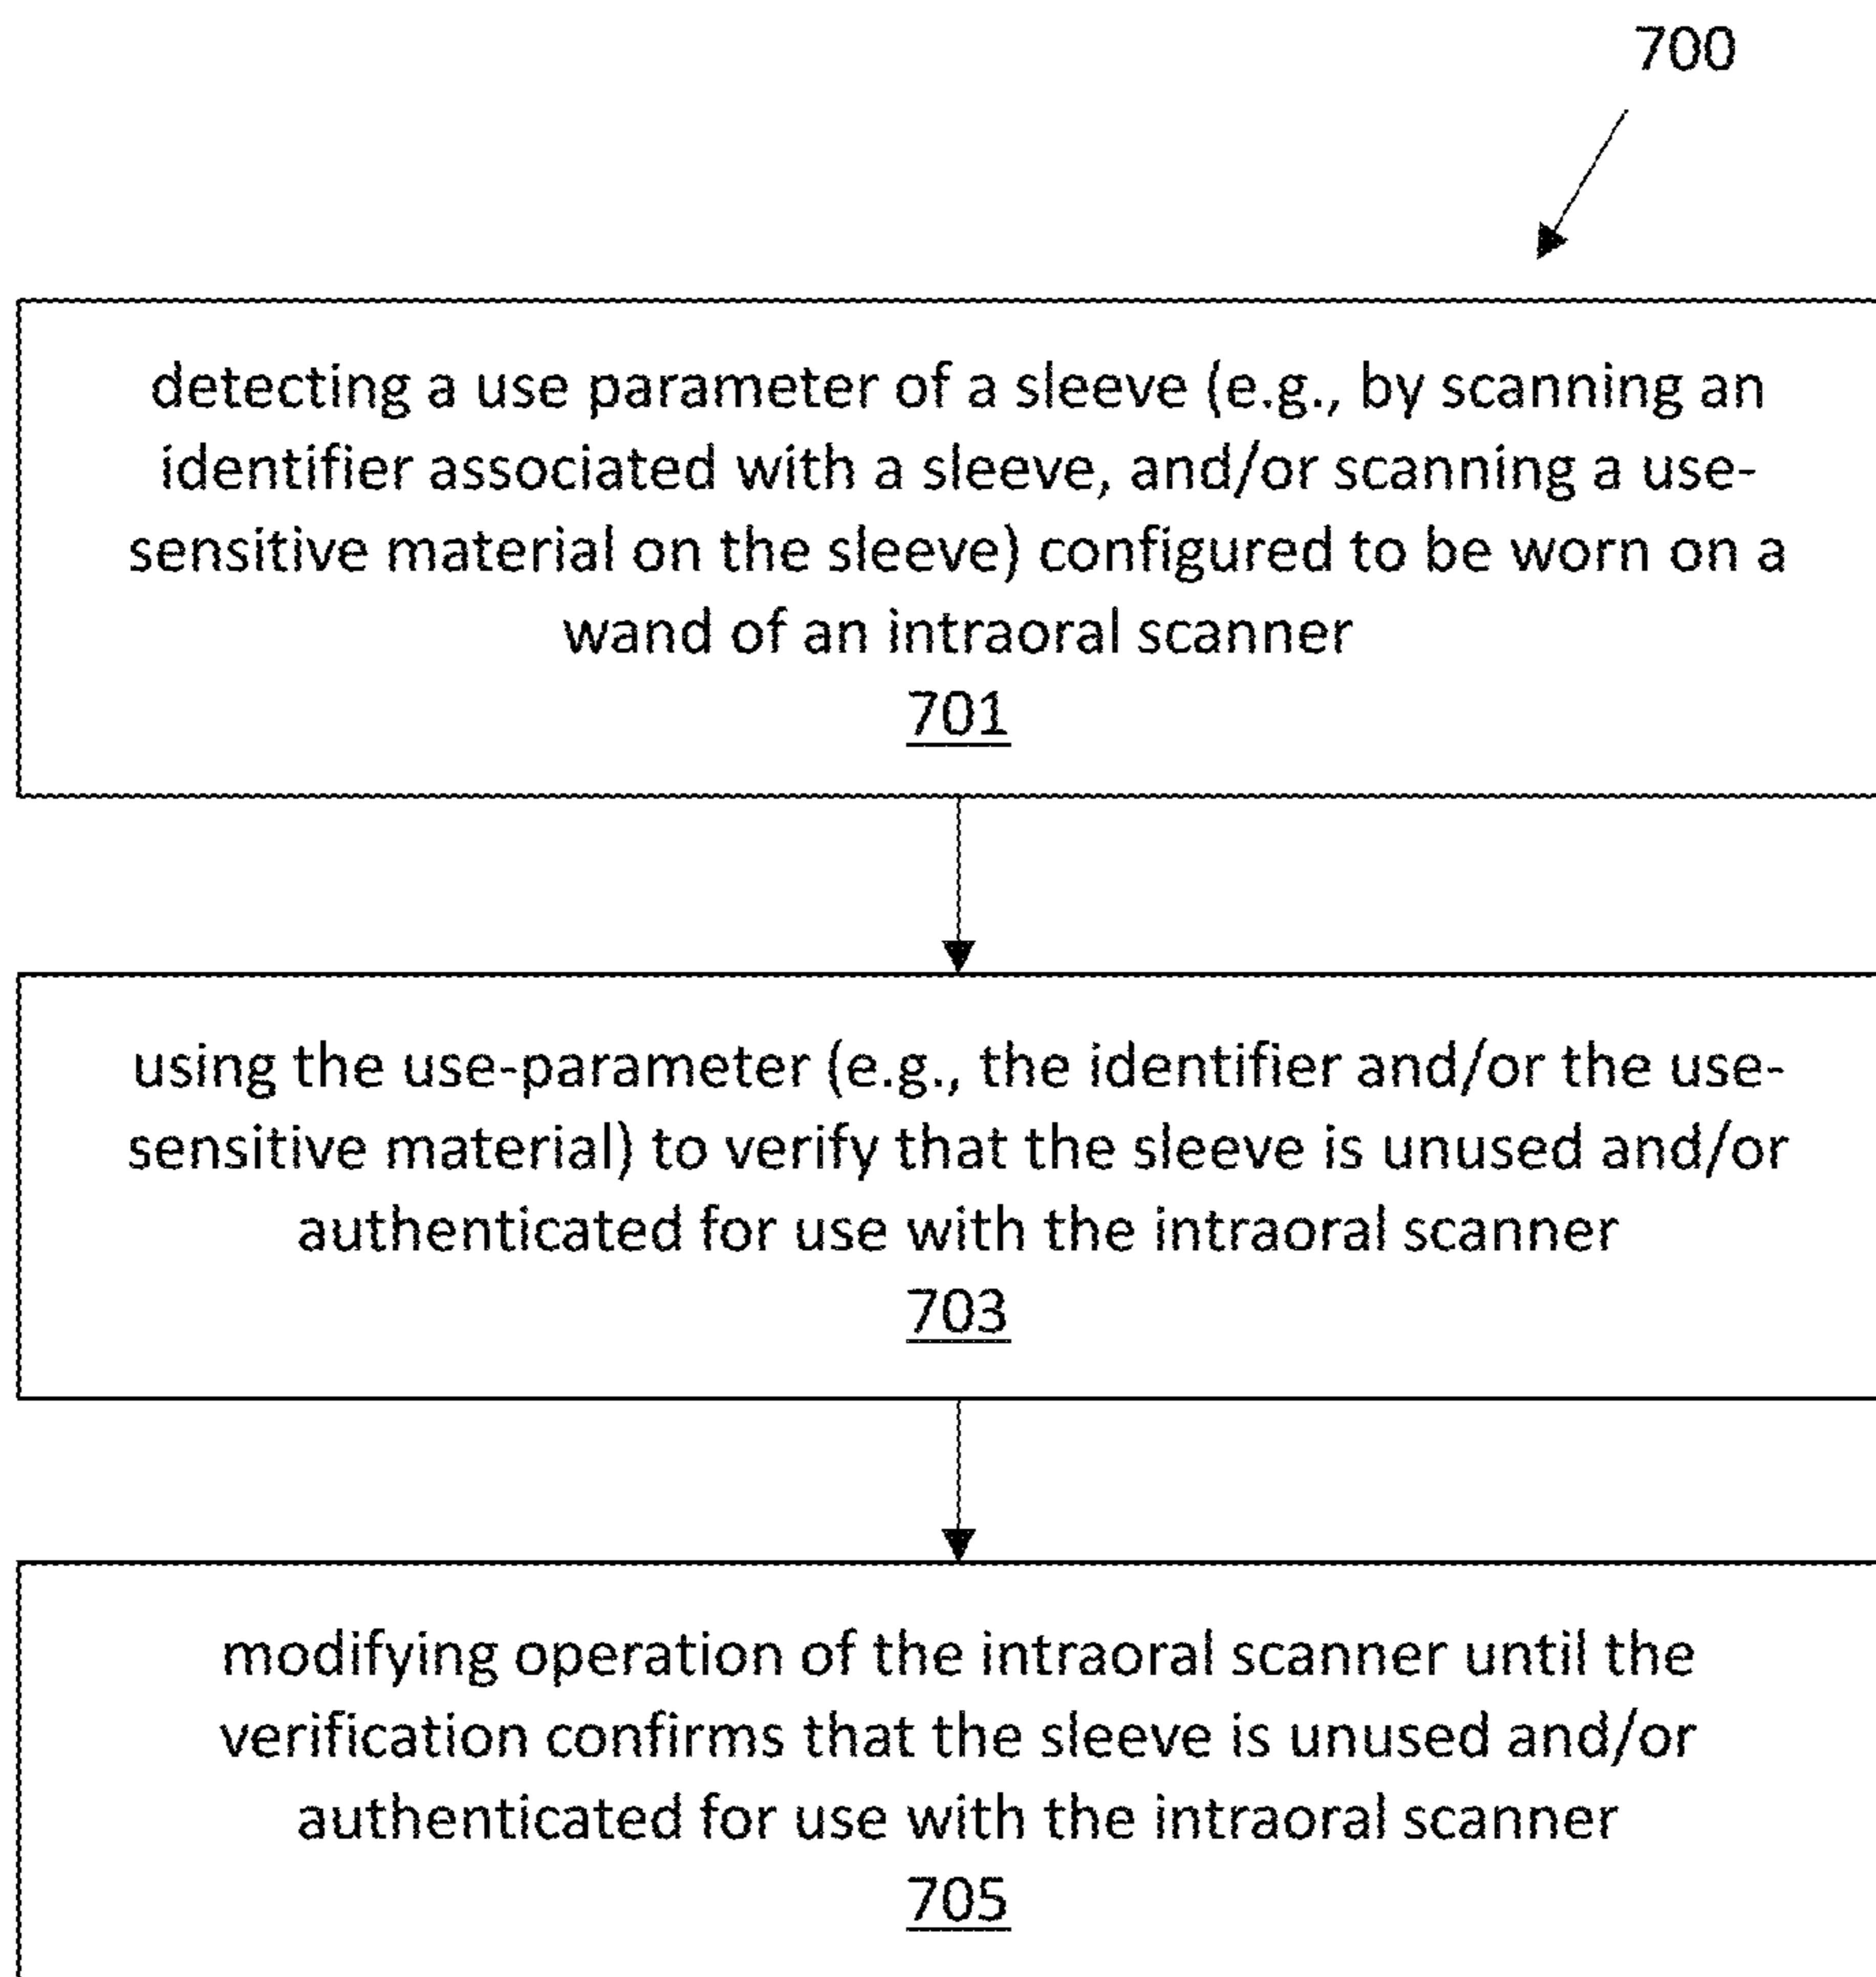 700
detecting a use parameter of a sleeve (e.g., by scanning an
identifier associated with a sleeve, and/or scanning a use-
sensitive material on the sleeve) configured to be worn on a
wand of an intraoral scanner
701
using the use-parameter (e.g., the identifier and/or the use-
sensitive material) to verify that the sleeve is unused and/or
authenticated for use with the intraoral scanner
703
modifying operation of the intraoral scanner until the
verification confirms that the sleeve is unused and/or
authenticated for use with the intraoral scanner
705